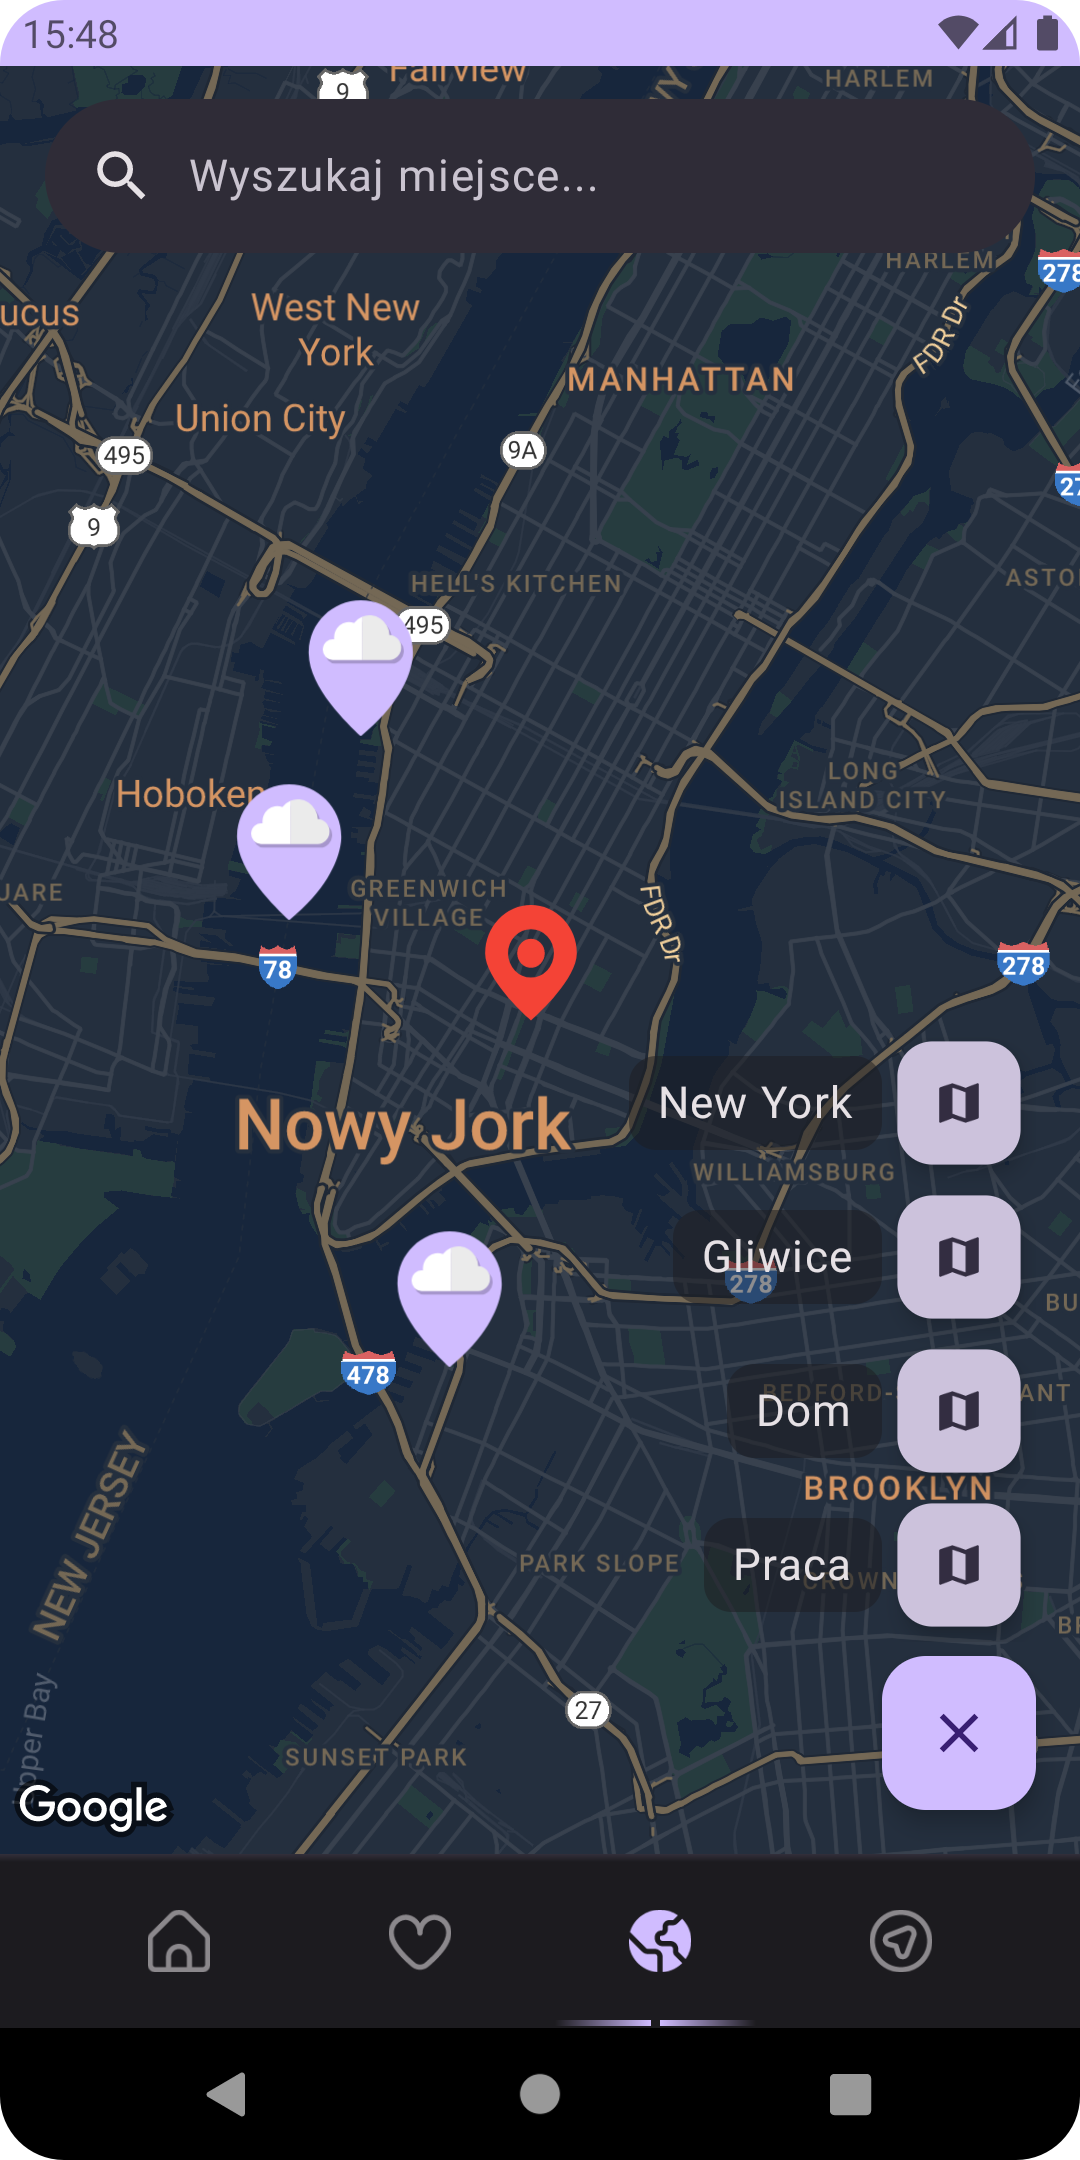 15:48
Fairview
9
HARLEM
Wyszukaj miejsce...
HARLEM
278
ucus
West New
York
FDR Dr
MANHATTAN
Union City
495
9A
9
27
HELL'S KITCHEN
ASTO
495
LONG
ISLAND CITY
Hoboken
UARE
GREENWICH
VILLAGE
FDR Dr
78
278
New York
Nowy Jork
WILLIAMSBURG
Gliwice
278
BU
478
BEDFORD-
ANT
Dom
BROOKLYN
NEW JERSEY
PARK SLOPE
Praca
CROWN
BR
Upper Bay
27
SUNSET PARK
Google